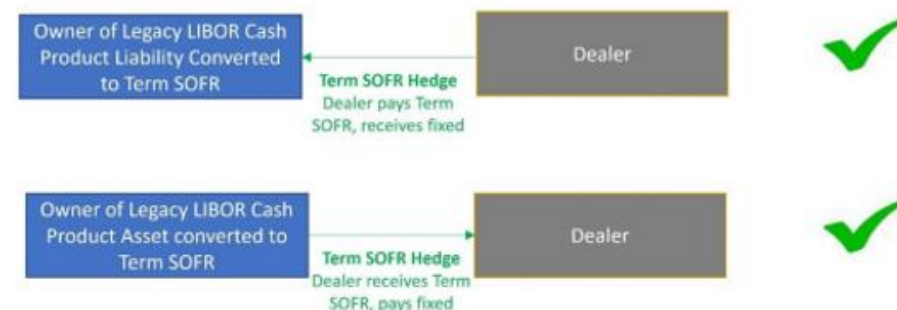 Owner of Legacy LIBOR Cash
Product Liability Converted
to Term SOFR
Dealer
Term SOFR Hedge
Dealer pays Term
SOFR, receives fixed
Owner of Legacy LIBOR Cash
Product Asset converted to
Term SOFR
Dealer
Term SOFR Hedge
Dealer receives Term
SOFR, pays fixed